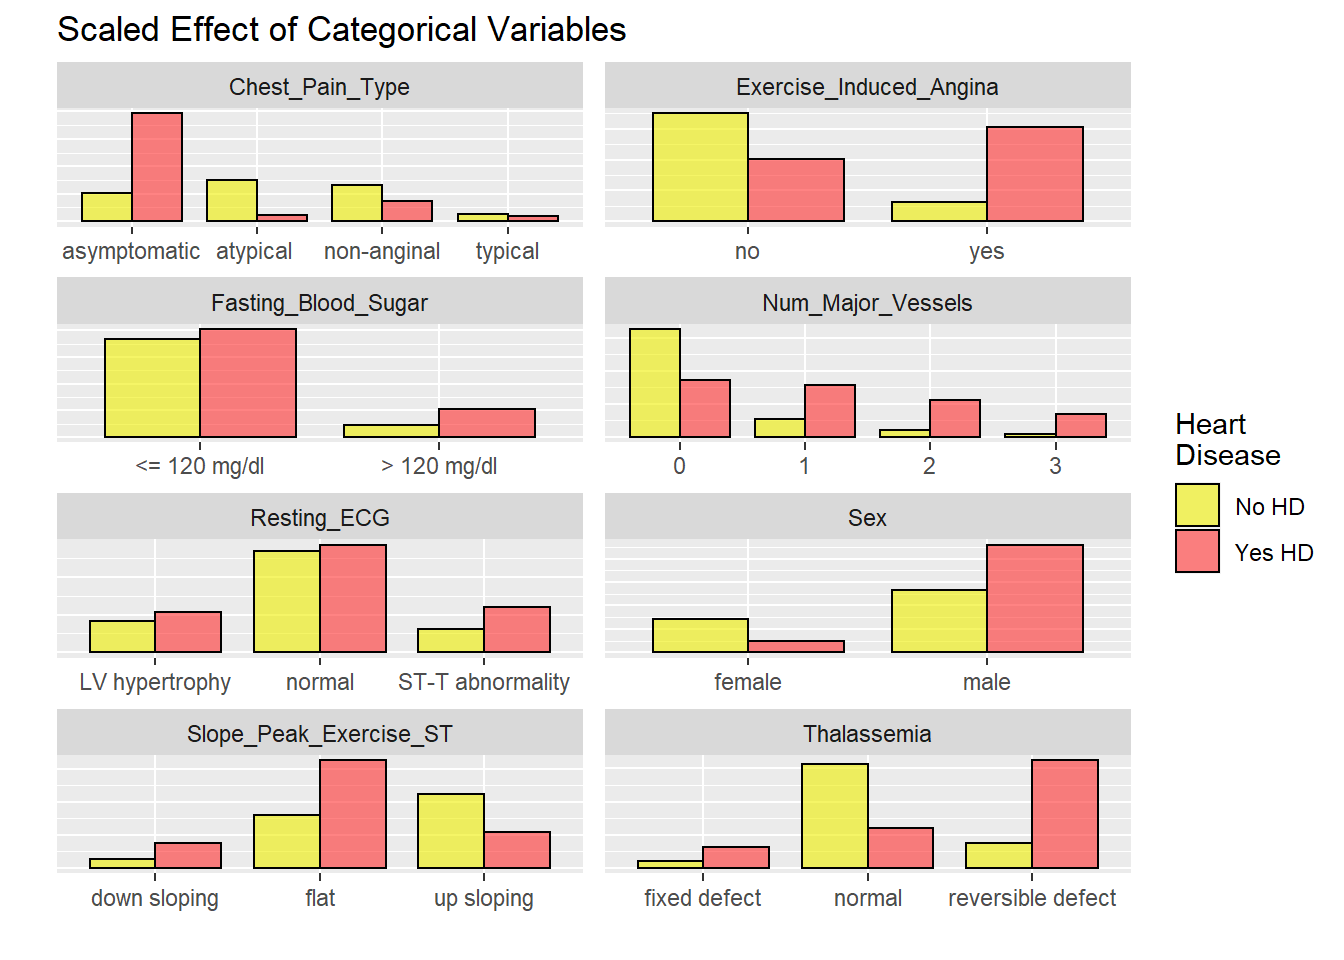 Scaled Effect of Categorical Variables
Chest_Pain_Type
asymptomatic atypical non-anginal typical
Exercise_Induced_Angina
no yes
Fasting_Blood_Sugar
<= 120 mg/dl > 120 mg/dl
Num_Major_Vessels
0 1 2 3
Resting_ECG
LV hypertrophy normal ST-T abnormality
Sex
female male
Slope_Peak_Exercise_ST
down sloping flat up sloping
Thalassemia
fixed defect normal reversible defect
Heart
Disease
No HD
Yes HD